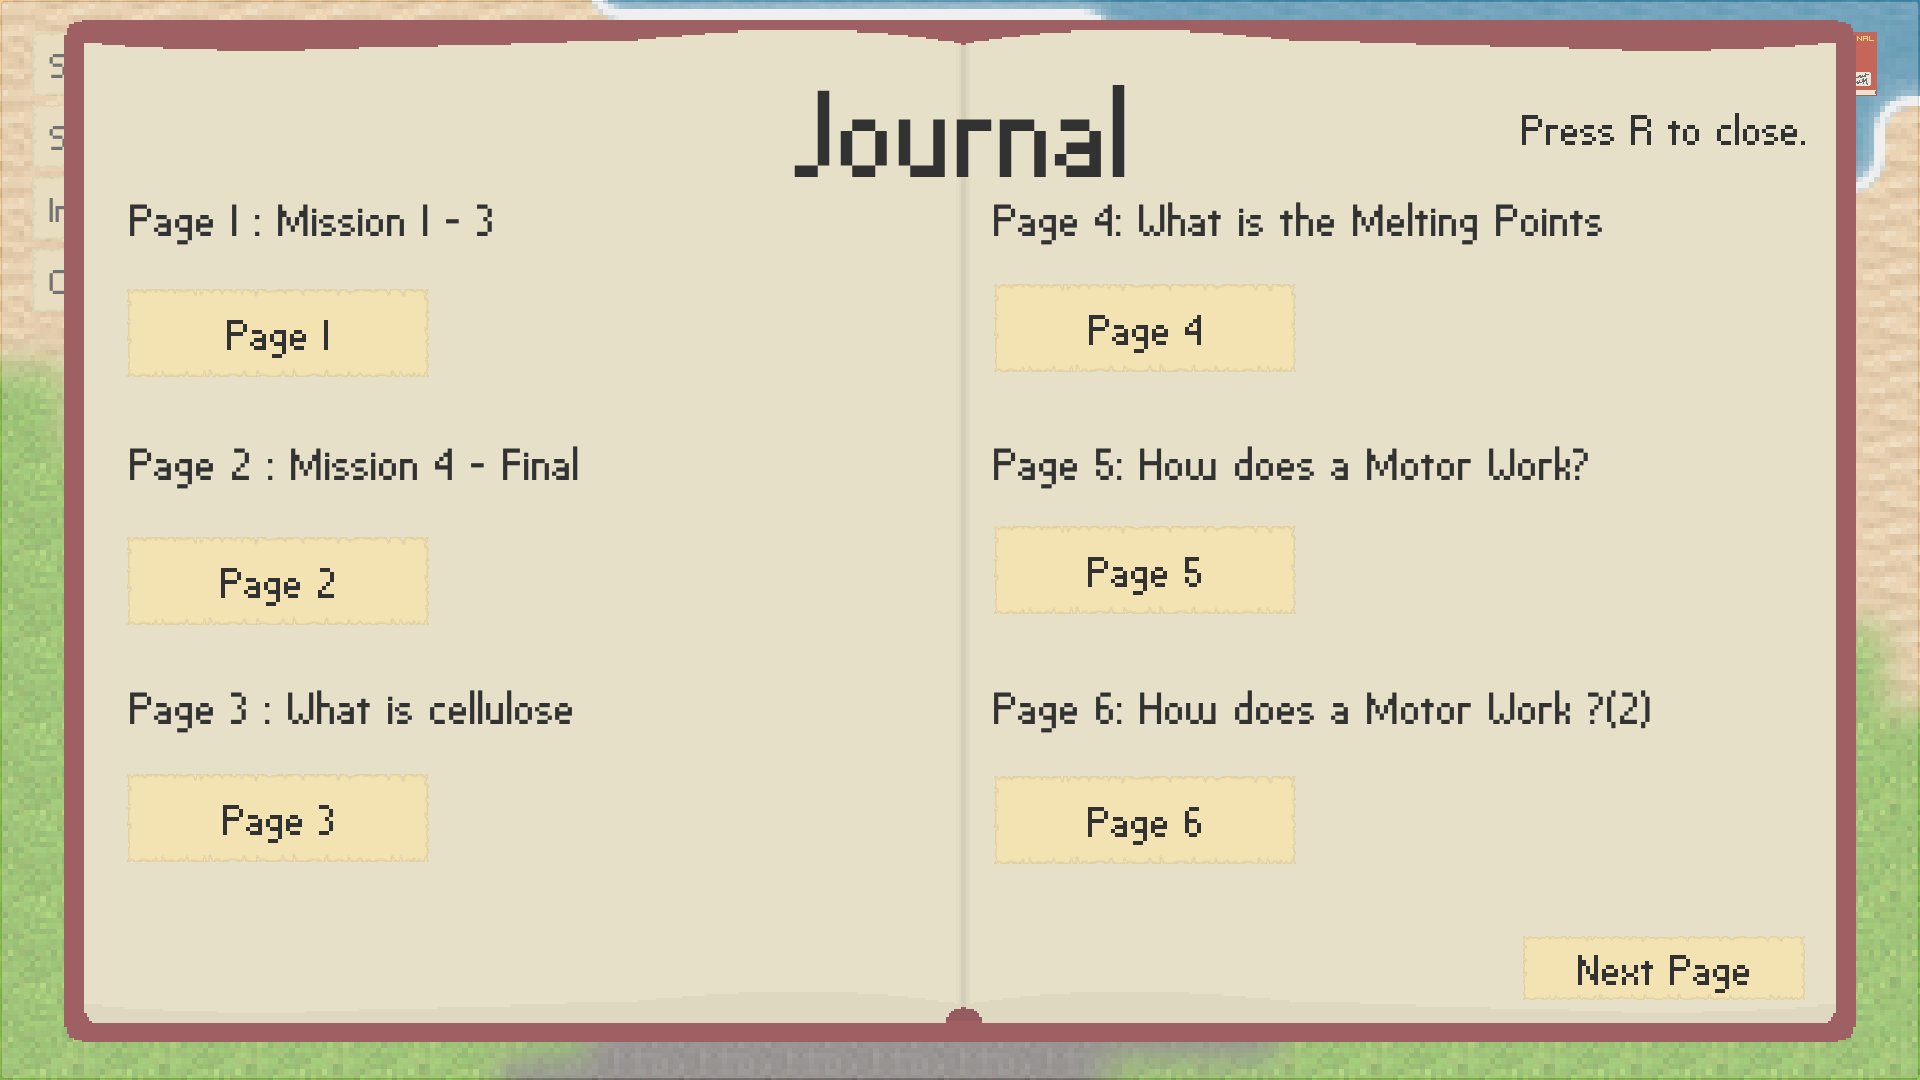 Journal
Press R to close.
Page 1 : Mission 1 - 3
Page 1
Page 2 : Mission 4 - Final
Page 2
Page 3 : What is cellulose
Page 3
Page 4: What is the Melting Points
Page 4
Page 5: How does a Motor Work?
Page 5
Page 6: How does a Motor Work ?(2)
Page 6
Next Page